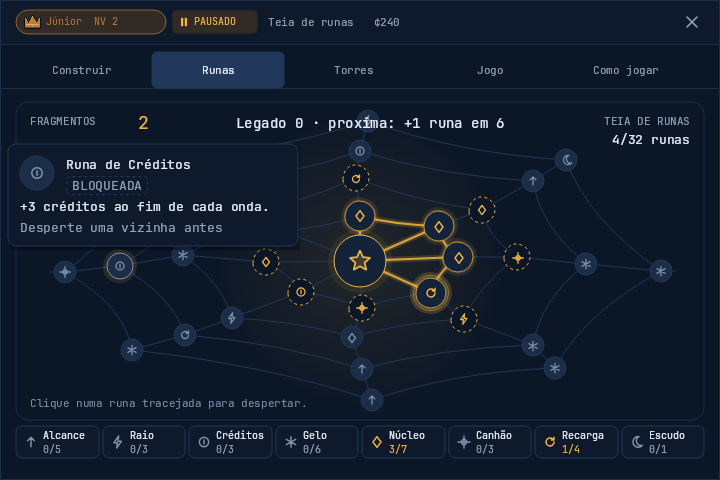 Júnior NV 2
PAUSADO
Teia de runas $240
Construir
Runas
Torres
Jogo
Como jogar
FRAGMENTOS 2
Legado 0 · proxima: +1 runa em 6
TEIA DE RUNAS
4/32 runas
Runa de Créditos
BLOQUEADA
+3 créditos ao fim de cada onda.
Desperte uma vizinha antes
Clique numa runa tracejada para despertar.
Alcance
0/5
Raio
0/3
Créditos
0/3
Gelo
0/6
Núcleo
3/7
Canhão
0/3
Recarga
1/4
Escudo
0/1